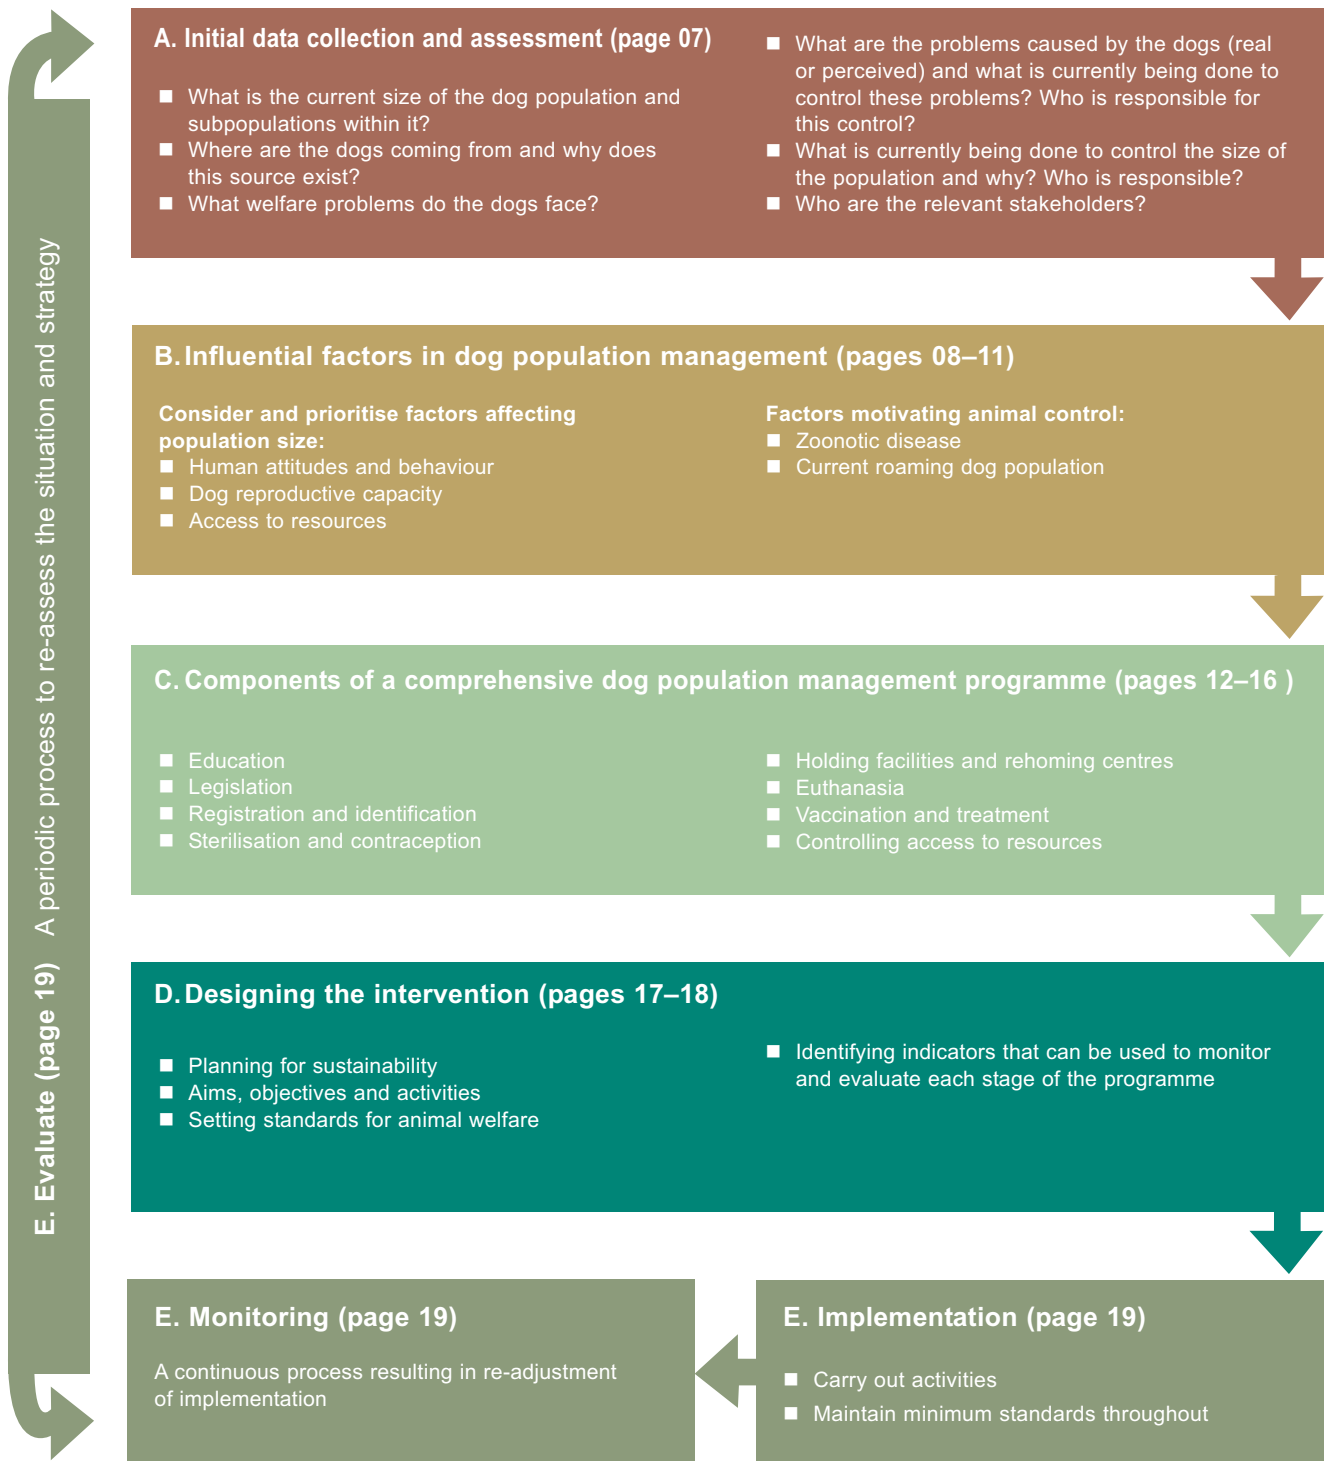 A. Initial data collection and assessment (page 07)
■ What is the current size of the dog population and
subpopulations within it?
■ Where are the dogs coming from and why does
this source exist?
■ What welfare problems do the dogs face?
■ What are the problems caused by the dogs (real
or perceived) and what is currently being done to
control these problems? Who is responsible for
this control?
■ What is currently being done to control the size of
the population and why? Who is responsible?
■ Who are the relevant stakeholders?
B. Influential factors in dog population management (pages 08–11)
Consider and prioritise factors affecting
population size:
■ Human attitudes and behaviour
■ Dog reproductive capacity
■ Access to resources
Factors motivating animal control:
■ Zoonotic disease
■ Current roaming dog population
C. Components of a comprehensive dog population management programme (pages 12–16 )
■ Education
■ Legislation
■ Registration and identification
■ Sterilisation and contraception
■ Holding facilities and rehoming centres
■ Euthanasia
■ Vaccination and treatment
■ Controlling access to resources
D. Designing the intervention (pages 17–18)
■ Planning for sustainability
■ Aims, objectives and activities
■ Setting standards for animal welfare
■ Identifying indicators that can be used to monitor
and evaluate each stage of the programme
E. Implementation (page 19)
■ Carry out activities
■ Maintain minimum standards throughout
E. Monitoring (page 19)
A continuous process resulting in re-adjustment
of implementation
E. Evaluate (page 19) A periodic process to re-assess the situation and strategy